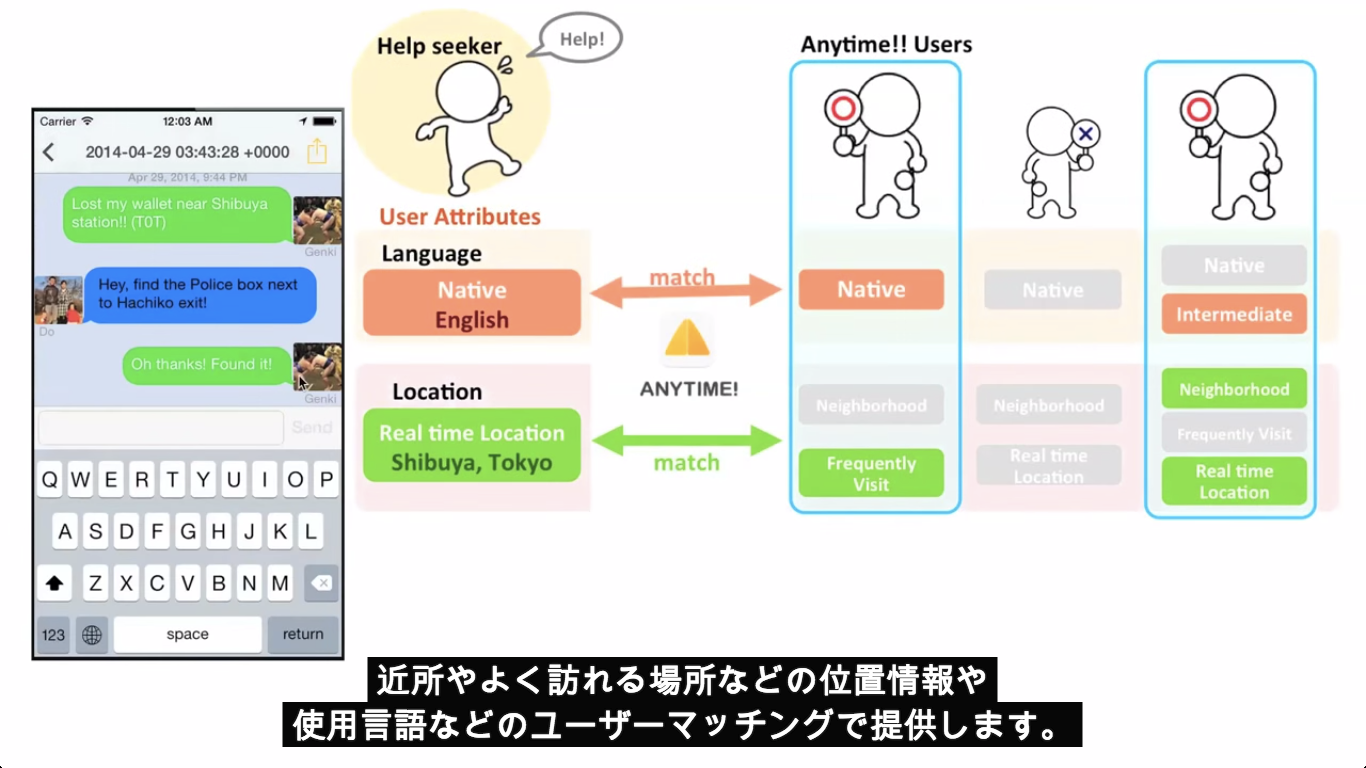 Carrier
12:03 AM
2014-04-29 03:43:28 +0000
Apr 29, 2014, 9:44 PM
Lost my wallet near Shibuya
station!! (T0T)
Genki
Hey, find the Police box next
to Hachiko exit!
Do
Oh thanks! Found it!
Genki
Send
Q W E R T Y U I O P
A S D F G H J K L
Z X C V B N M
123
space
return
Help seeker
Help!
User Attributes
Language
Native
English
Location
Real time Location
Shibuya, Tokyo
match
ANYTIME!
match
Anytime!! Users
Native
Neighborhood
Frequently
Visit
Native
Neighborhood
Real time
Location
Native
Intermediate
Neighborhood
Frequently Visit
Real time
Location
近所やよく訪れる場所などの位置情報や
使用言語などのユーザーマッチングで提供します。